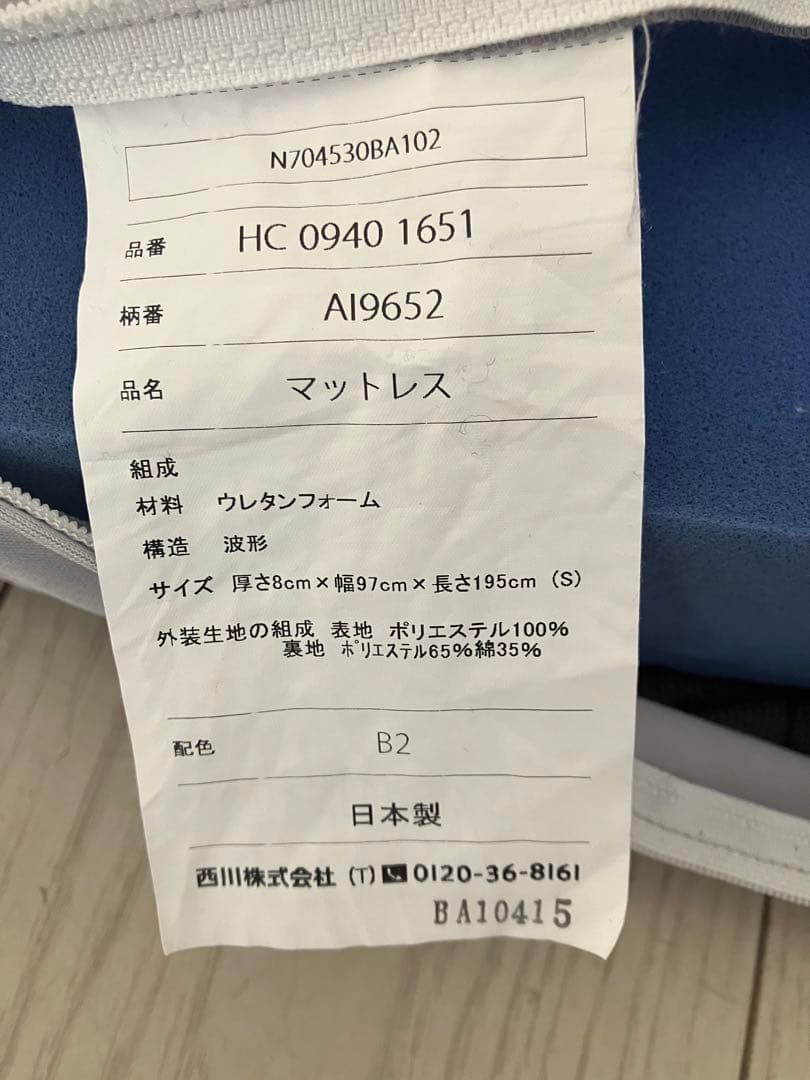 N704530BA102
品番 HC 0940 1651
柄番 AI9652
品名 マットレス
組成
材料 ウレタンフォーム
構造 波形
サイズ 厚さ8cm×幅97cm×長さ195cm (S)
外装生地の組成 表地 ポリエステル100%
裏地 ポリエステル65%綿35%
配色 B2
日本製
西川株式会社 (T) 0120-36-8161
BA10415